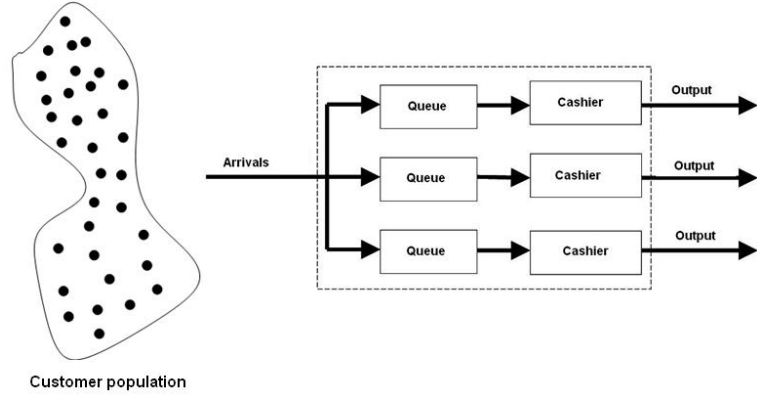 Queue
Cashier
Output
Arrivals
Queue
Cashier
Output
Queue
Cashier
Output
Customer population